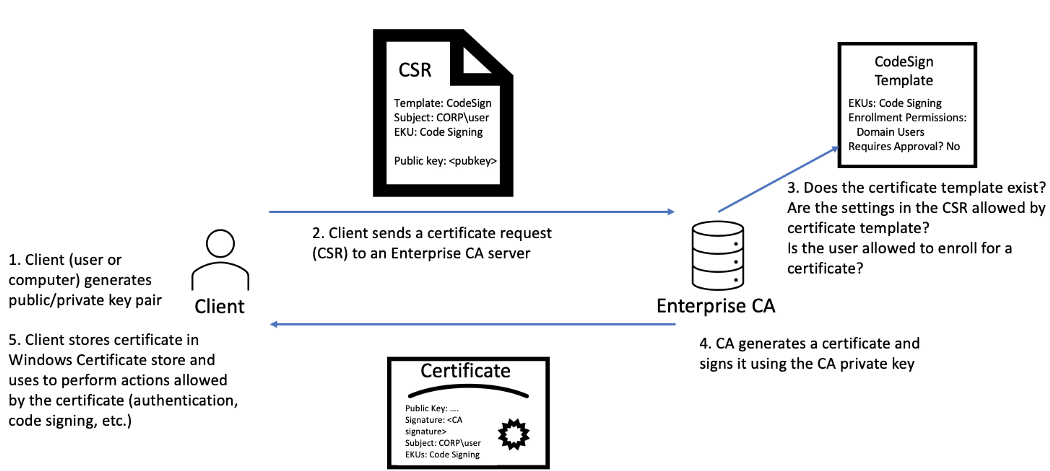 CSR
Template: CodeSign
Subject: CORP\user
EKU: Code Signing
Public key: <pubkey>
CodeSign
Template
EKUs: Code Signing
Enrollment Permissions:
Domain Users
Requires Approval? No
3. Does the certificate template exist?
Are the settings in the CSR allowed by
certificate template?
Is the user allowed to enroll for a
certificate?
2. Client sends a certificate request
(CSR) to an Enterprise CA server
1. Client (user or
computer) generates
public/private key pair
Client
Enterprise CA
5. Client stores certificate in
Windows Certificate store and
uses to perform actions allowed
by the certificate (authentication,
code signing, etc.)
4. CA generates a certificate and
signs it using the CA private key
Certificate
Public Key: ....
Signature: <CA
signature>
Subject: CORP\user
EKUs: Code Signing